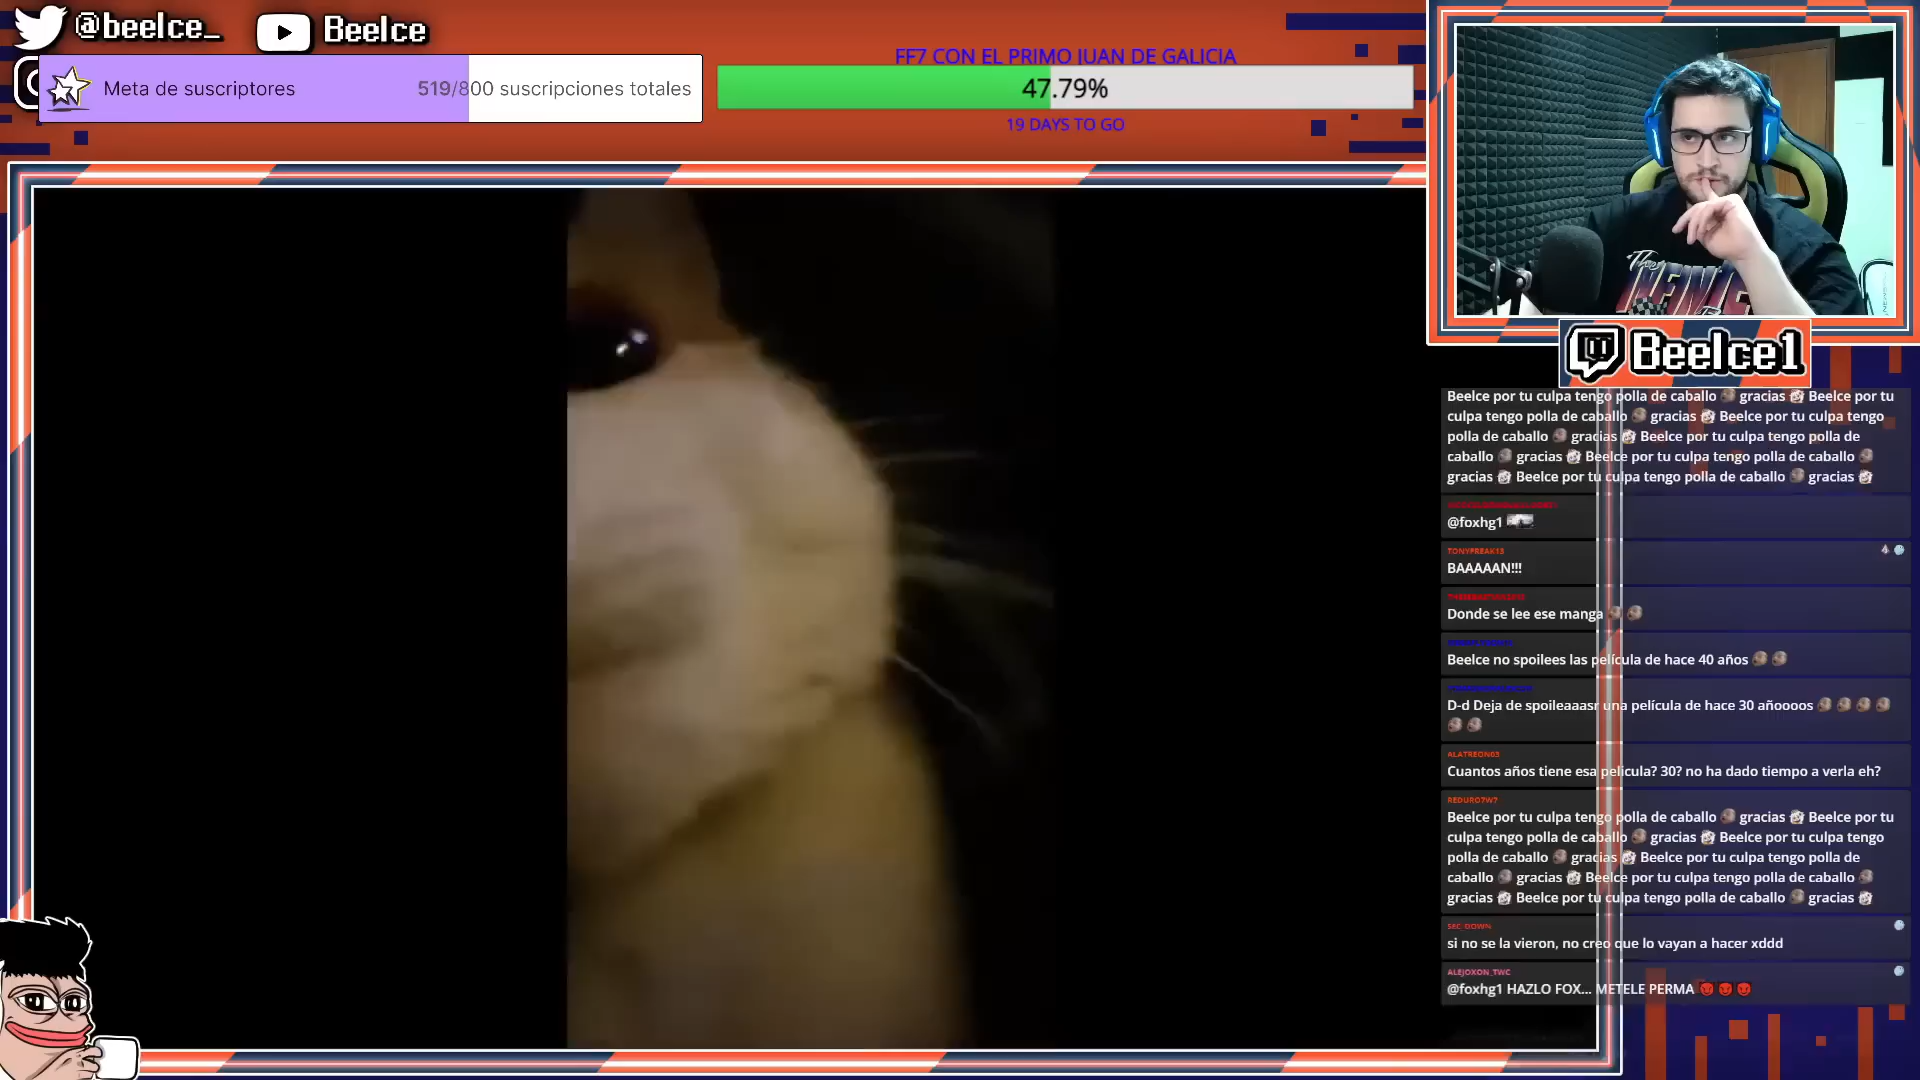 @beelce_
Beelce
Meta de suscriptores
519/800 suscripciones totales
FF7 CON EL PRIMO JUAN DE GALICIA
47.79%
19 DAYS TO GO
The
INFINITE
Beelce1
Beelce por tu culpa tengo polla de caballo gracias Beelce por tu
culpa tengo polla de caballo gracias Beelce por tu culpa tengo
polla de caballo gracias Beelce por tu culpa tengo polla de
caballo gracias Beelce por tu culpa tengo polla de caballo
gracias Beelce por tu culpa tengo polla de caballo gracias
@foxhg1
TONYFREAK13
BAAAAAN!!!
Donde se lee ese manga
Beelce no spoilees las película de hace 40 años
D-d Deja de spoileaaasr una película de hace 30 añoooos
ALATREON03
Cuantos años tiene esa pelicula? 30? no ha dado tiempo a verla eh?
REDURO7W7
Beelce por tu culpa tengo polla de caballo gracias Beelce por tu
culpa tengo polla de caballo gracias Beelce por tu culpa tengo
polla de caballo gracias Beelce por tu culpa tengo polla de
caballo gracias Beelce por tu culpa tengo polla de caballo
gracias Beelce por tu culpa tengo polla de caballo gracias
SEC_DOWN
si no se la vieron, no creo que lo vayan a hacer xddd
ALEJOXON_TWC
@foxhg1 HAZLO FOX... METELE PERMA